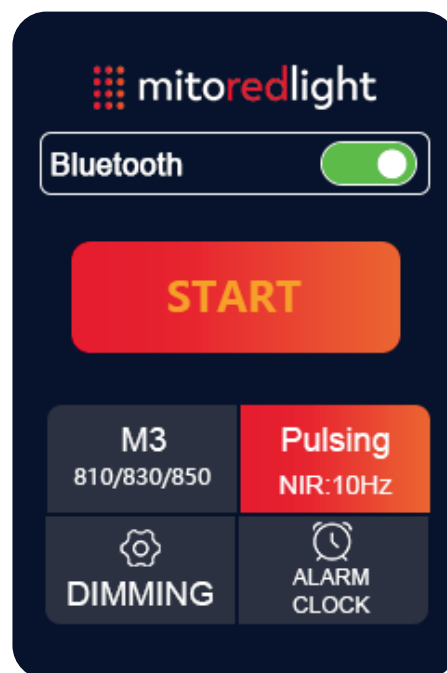 mitoredlight
Bluetooth
START
M3
810/830/850
Pulsing
NIR:10Hz
DIMMING
ALARM
CLOCK